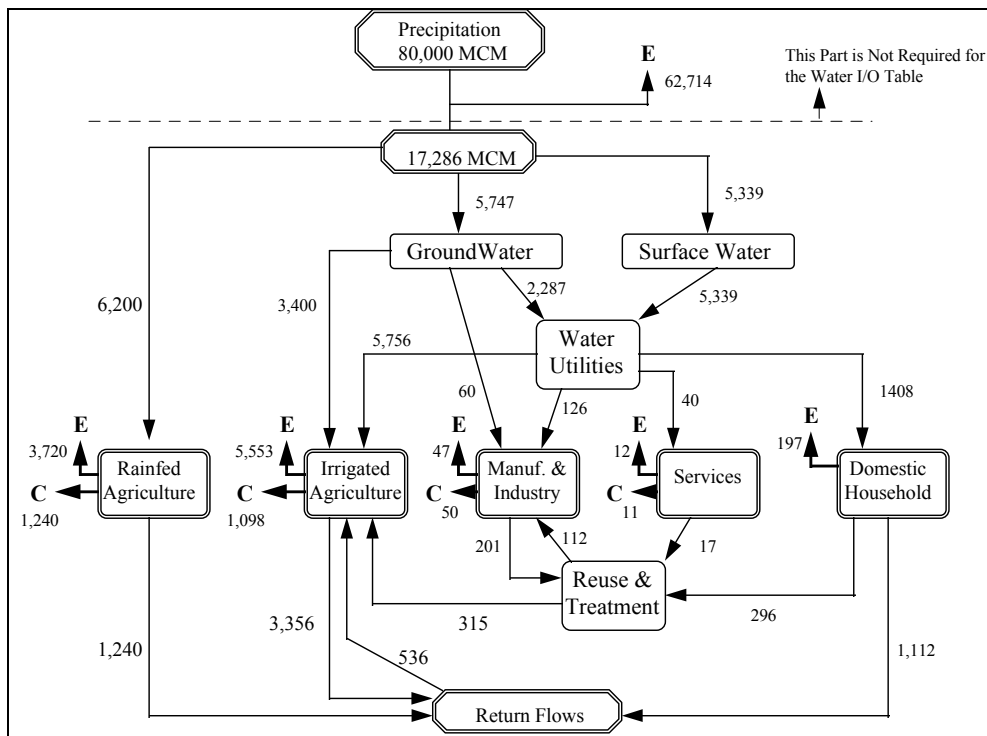 Precipitation
80,000 MCM
E
62,714
This Part is Not Required for
the Water I/O Table
17,286 MCM
5,747
5,339
GroundWater
Surface Water
6,200
3,400
2,287
5,339
Water
Utilities
5,756
60
126
40
1408
E
3,720
C
1,240
Rainfed
Agriculture
E
5,553
C
1,098
Irrigated
Agriculture
E
47
C
50
Manuf. &
Industry
E
12
C
11
Services
E
197
Domestic
Household
201
112
17
Reuse &
Treatment
1,240
3,356
315
536
296
1,112
Return Flows